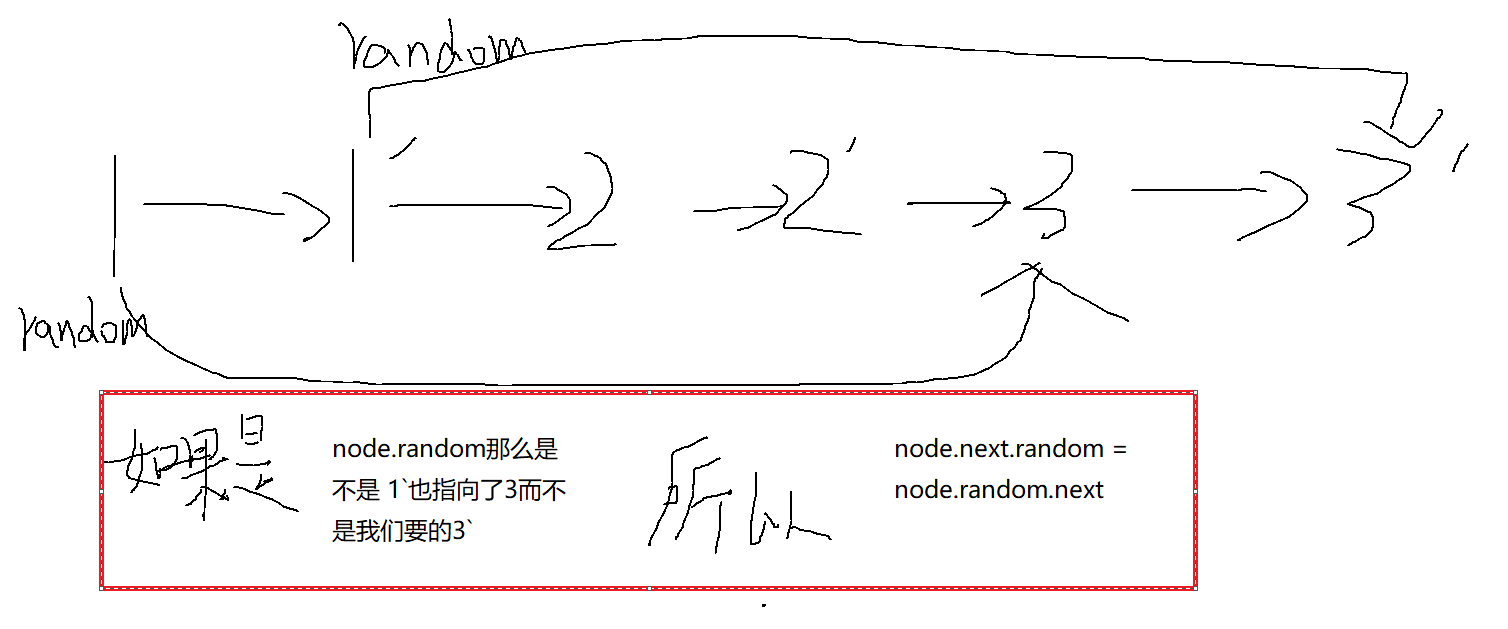 random
1 → 1' → 2 → 2' → 3 → 3'
random
如果是
node.random那么是
不是 1`也指向了3而不
是我们要的3`
所以
node.next.random =
node.random.next